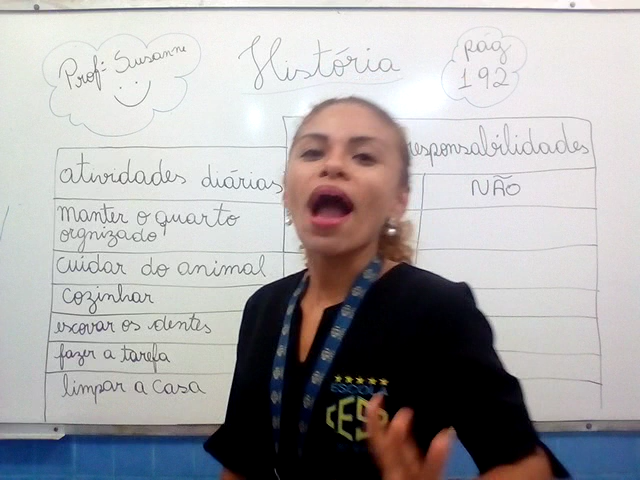 Profª Susanne
História
pág
192
responsabilidades
atividades diárias
NÃO
manter o quarto
orgnizado
cuidar do animal
cozinhar
escovar os dentes
fazer a tarefa
limpar a casa
ESCOLA